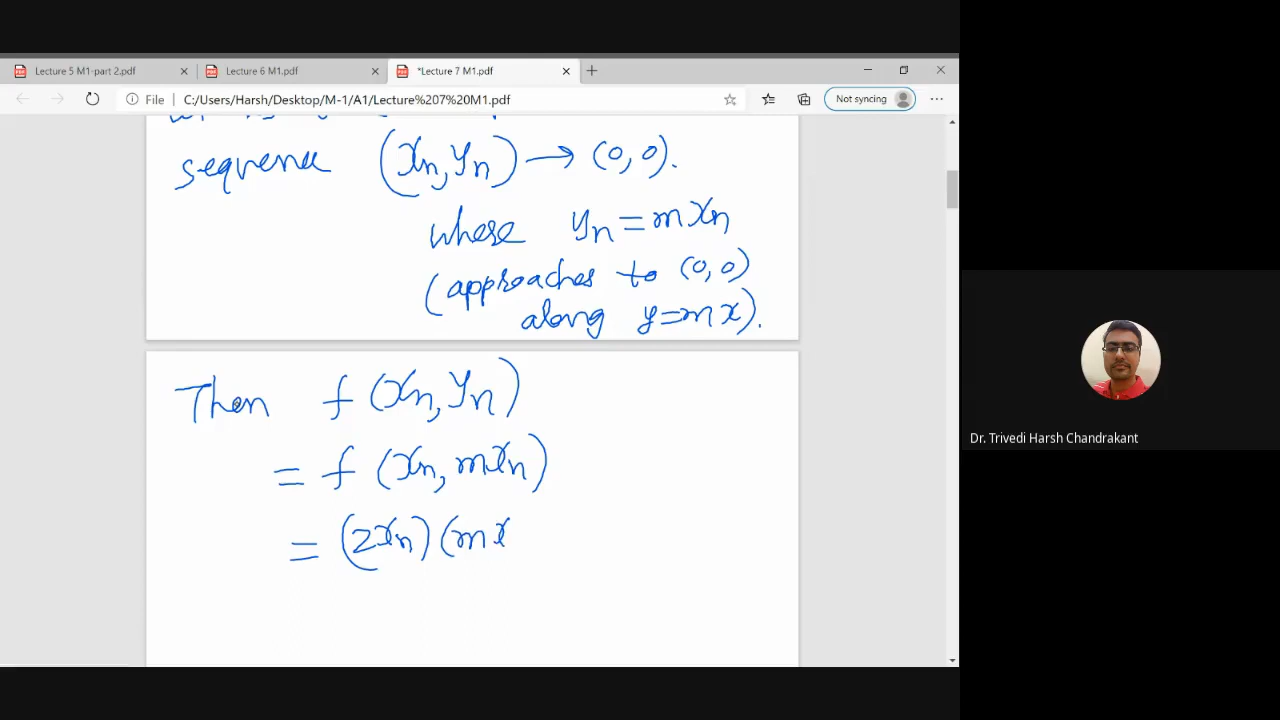 Lecture 5 M1-part 2.pdf
Lecture 6 M1.pdf
*Lecture 7 M1.pdf
File
C:/Users/Harsh/Desktop/M-1/A1/Lecture%207%20M1.pdf
Not syncing
sequence (xn, yn) → (0, 0).
where yn = mxn
(approaches to (0, 0)
along y=mx).
Then f (xn, yn)
= f (xn, mxn)
= (2xn) (mx
Dr. Trivedi Harsh Chandrakant